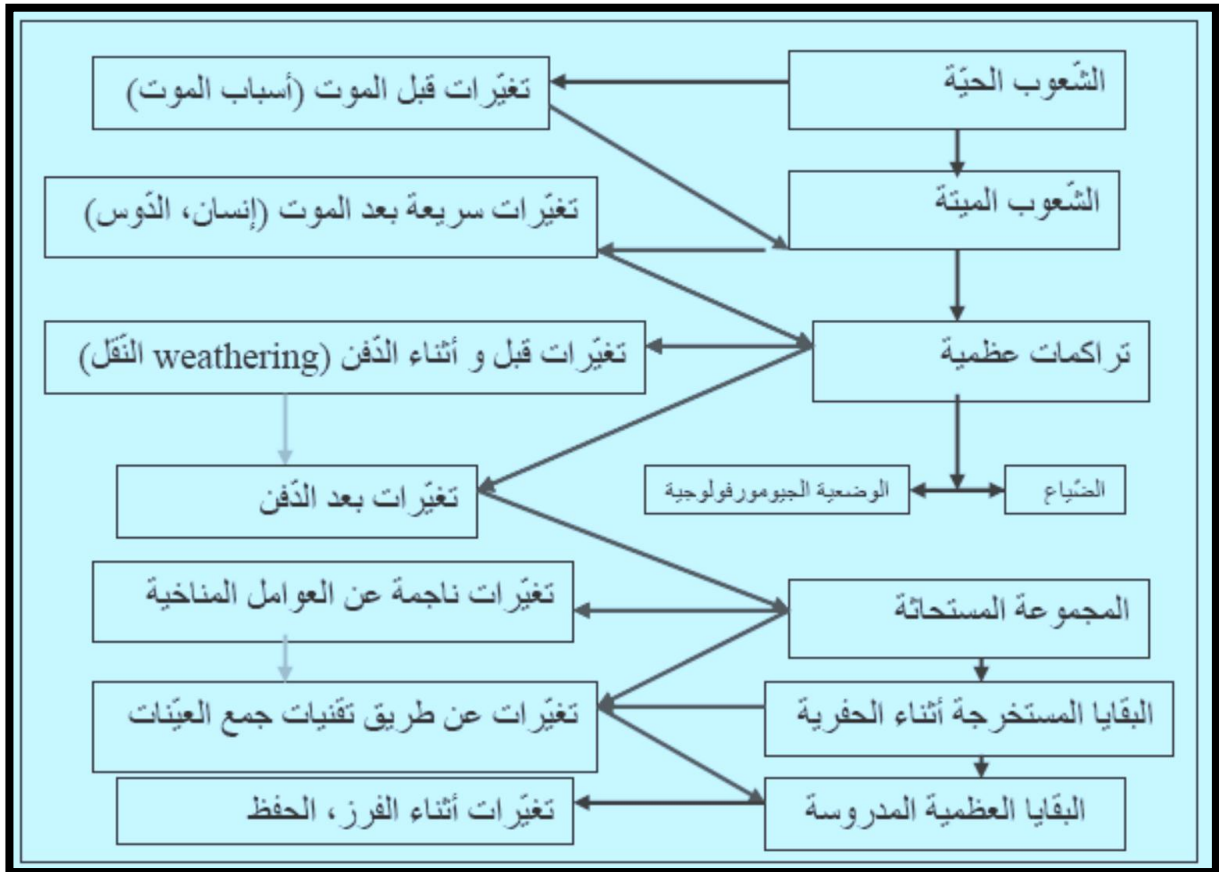 الشّعوب الحيّة
تغيّرات قبل الموت (أسباب الموت)
الشّعوب الميتة
تغيّرات سريعة بعد الموت (إنسان، الدّوس)
تراكمات عظمية
تغيّرات قبل و أثناء الدّفن (weathering النّقل)
الضّياع
الوضعية الجيومورفولوجية
تغيّرات بعد الدّفن
المجموعة المستحاثة
تغيّرات ناجمة عن العوامل المناخية
البقايا المستخرجة أثناء الحفرية
تغيّرات عن طريق تقنيات جمع العيّنات
البقايا العظمية المدروسة
تغيّرات أثناء الفرز، الحفظ